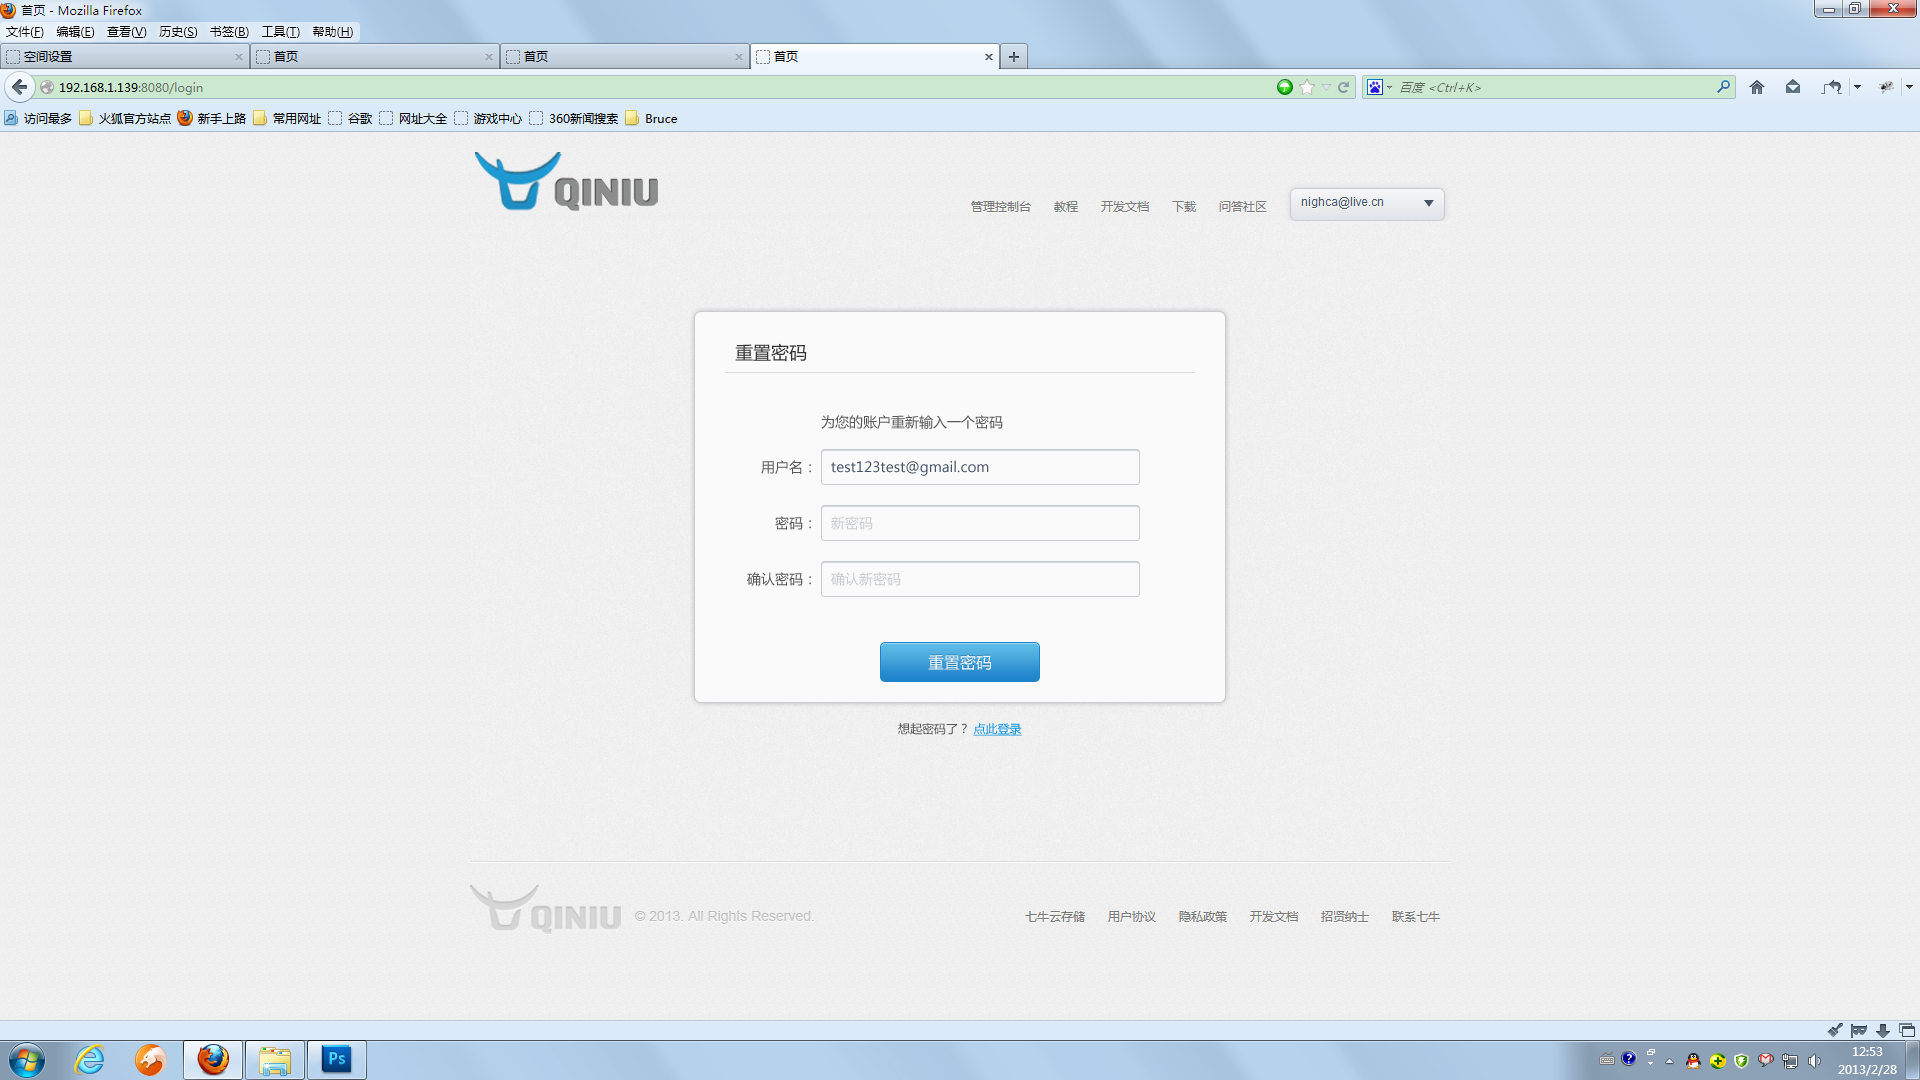 首页 - Mozilla Firefox
文件(F) 编辑(E) 查看(V) 历史(S) 书签(B) 工具(T) 帮助(H)
空间设置 首页 首页 首页
192.168.1.139:8080/login 百度 <Ctrl+K>
访问最多 火狐官方站点 新手上路 常用网址 谷歌 网址大全 游戏中心 360新闻搜索 Bruce
QINIU
管理控制台 教程 开发文档 下载 问答社区 nighca@live.cn
重置密码
为您的账户重新输入一个密码
用户名： test123test@gmail.com
密码： 新密码
确认密码： 确认新密码
重置密码
想起密码了？ 点此登录
QINIU © 2013. All Rights Reserved. 七牛云存储 用户协议 隐私政策 开发文档 招贤纳士 联系七牛
Ps
12:53
2013/2/28